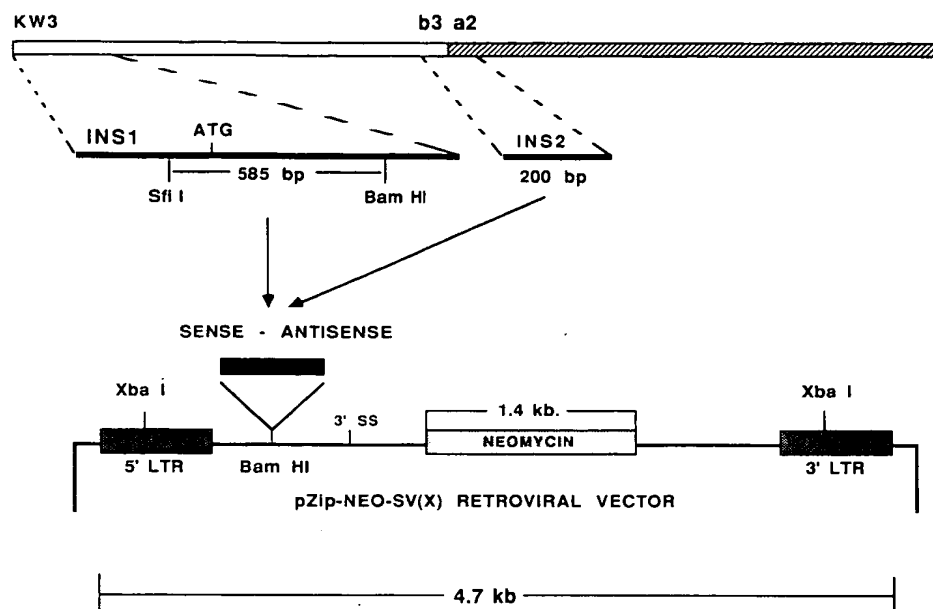 KW3
b3 a2
INS1
ATG
INS2
585 bp
200 bp
Sfi I
Bam HI
SENSE - ANTISENSE
Xba I
3' SS
1.4 kb.
Xba I
NEOMYCIN
5' LTR
Bam HI
3' LTR
pZip-NEO-SV(X) RETROVIRAL VECTOR
4.7 kb